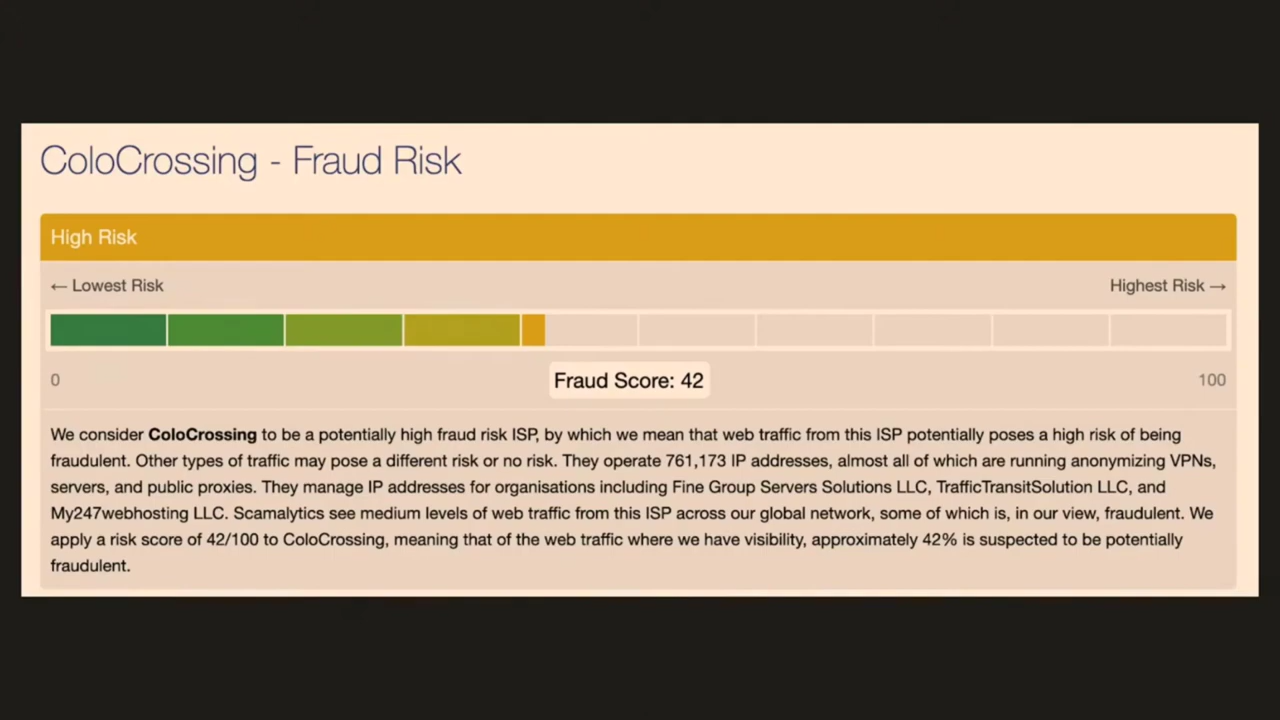 ColoCrossing - Fraud Risk
High Risk
← Lowest Risk
Highest Risk →
0
Fraud Score: 42
100
We consider ColoCrossing to be a potentially high fraud risk ISP, by which we mean that web traffic from this ISP potentially poses a high risk of being
fraudulent. Other types of traffic may pose a different risk or no risk. They operate 761,173 IP addresses, almost all of which are running anonymizing VPNs,
servers, and public proxies. They manage IP addresses for organisations including Fine Group Servers Solutions LLC, TrafficTransitSolution LLC, and
My247webhosting LLC. Scamalytics see medium levels of web traffic from this ISP across our global network, some of which is, in our view, fraudulent. We
apply a risk score of 42/100 to ColoCrossing, meaning that of the web traffic where we have visibility, approximately 42% is suspected to be potentially
fraudulent.